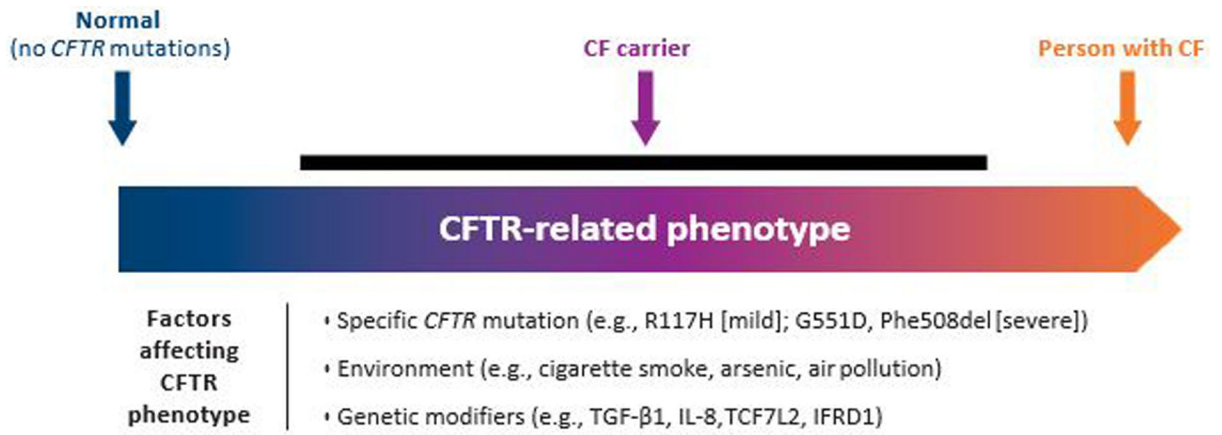 Normal
(no CFTR mutations)
CF carrier
Person with CF
CFTR-related phenotype
Factors
affecting
CFTR
phenotype
• Specific CFTR mutation (e.g., R117H [mild]; G551D, Phe508del [severe])
• Environment (e.g., cigarette smoke, arsenic, air pollution)
• Genetic modifiers (e.g., TGF-β1, IL-8, TCF7L2, IFRD1)